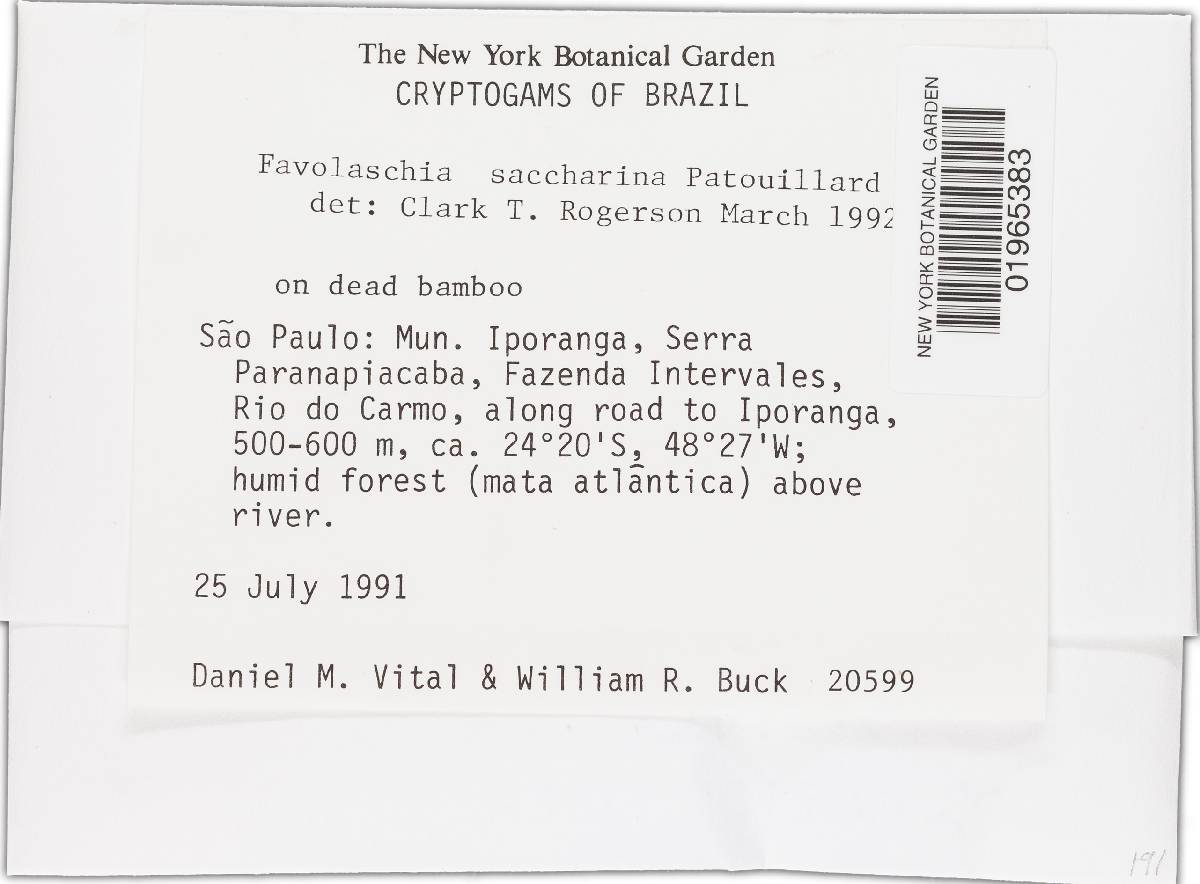 The New York Botanical Garden
CRYPTOGAMS OF BRAZIL
Favolaschia saccharina Patouillard
det: Clark T. Rogerson March 1992
on dead bamboo
São Paulo: Mun. Iporanga, Serra
Paranapiacaba, Fazenda Intervales,
Rio do Carmo, along road to Iporanga,
500-600 m, ca. 24°20'S, 48°27'W;
humid forest (mata atlântica) above
river.
25 July 1991
Daniel M. Vital & William R. Buck 20599
NEW YORK BOTANICAL GARDEN
01965383
191